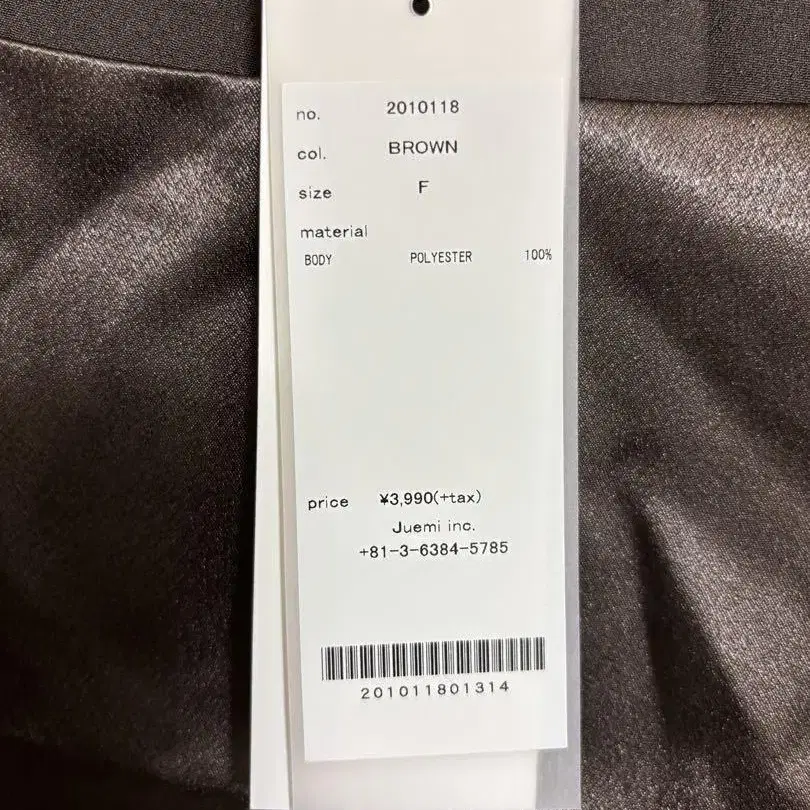 no. 2010118
col. BROWN
size F
material
BODY POLYESTER 100%
price ¥3,990(+tax)
Juemi inc.
+81-3-6384-5785
201011801314